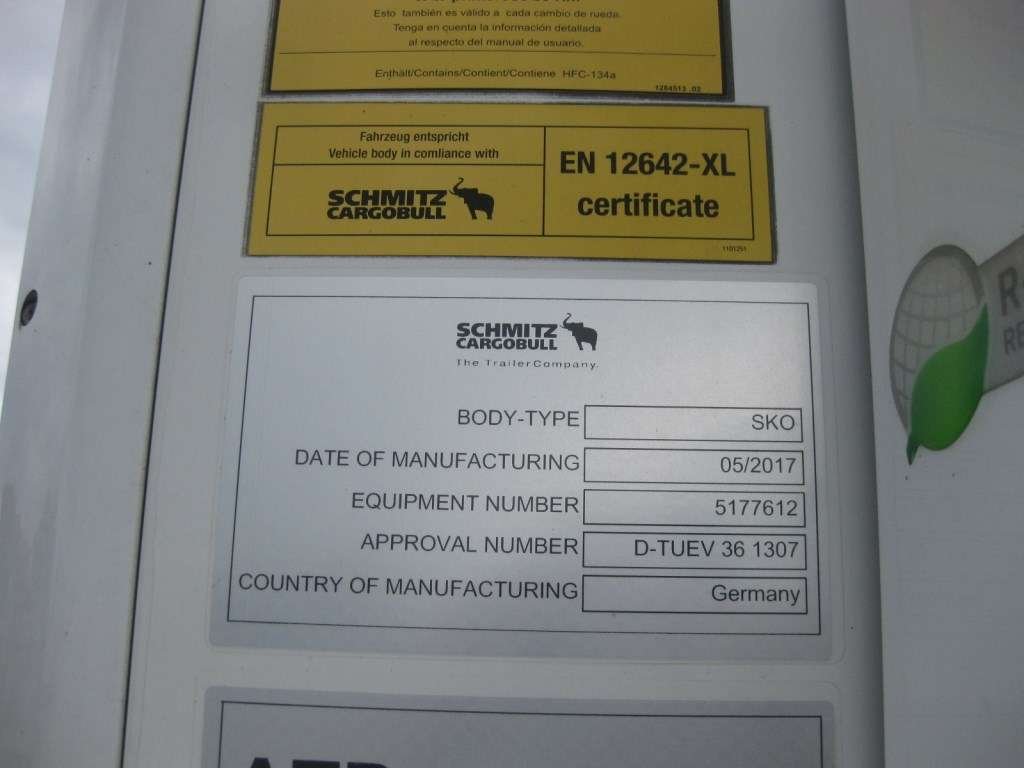 Esto también es válido a cada cambio de rueda.
Tenga en cuenta la información detallada
al respecto del manual de usuario.
Enthält/Contains/Contient/Contiene HFC-134a
1284513 .02
Fahrzeug entspricht
Vehicle body in comliance with
SCHMITZ
CARGOBULL
EN 12642-XL
certificate
1101251
SCHMITZ
CARGOBULL
The TrailerCompany.
BODY-TYPE SKO
DATE OF MANUFACTURING 05/2017
EQUIPMENT NUMBER 5177612
APPROVAL NUMBER D-TUEV 36 1307
COUNTRY OF MANUFACTURING Germany